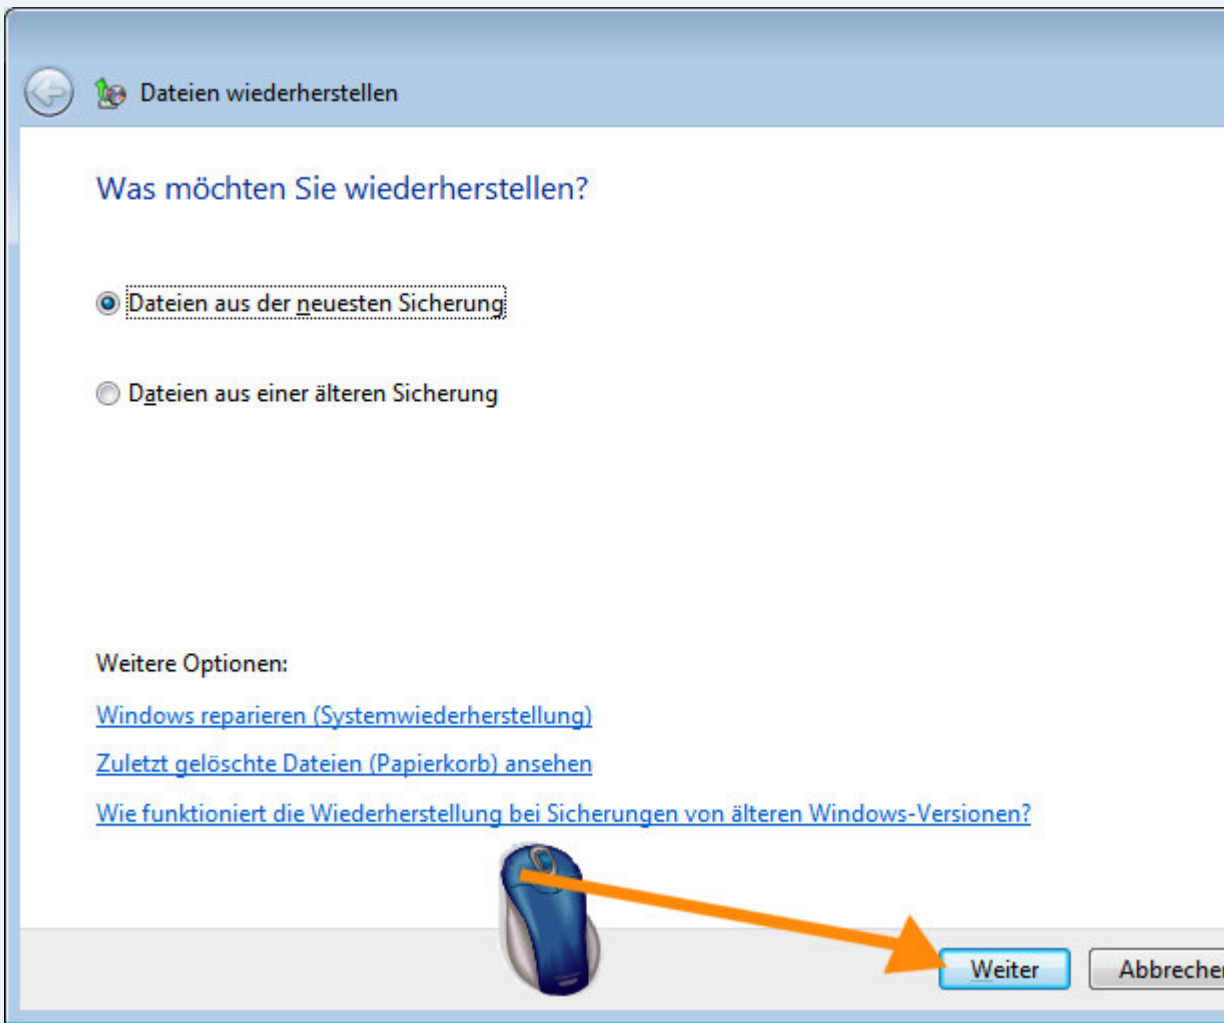 Dateien wiederherstellen
Was möchten Sie wiederherstellen?
Dateien aus der neuesten Sicherung
Dateien aus einer älteren Sicherung
Weitere Optionen:
Windows reparieren (Systemwiederherstellung)
Zuletzt gelöschte Dateien (Papierkorb) ansehen
Wie funktioniert die Wiederherstellung bei Sicherungen von älteren Windows-Versionen?
Weiter
Abbrechen